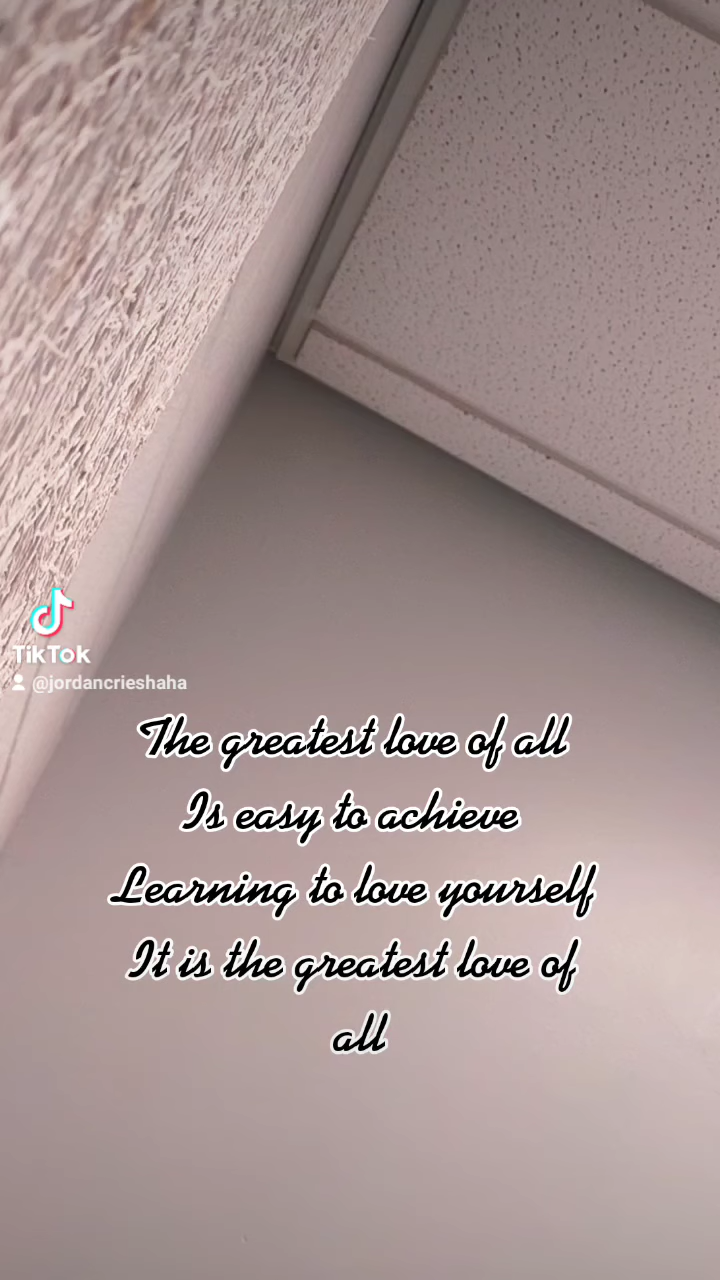 TikTok
@jordancrieshaha
The greatest love of all
Is easy to achieve
Learning to love yourself
It is the greatest love of
all